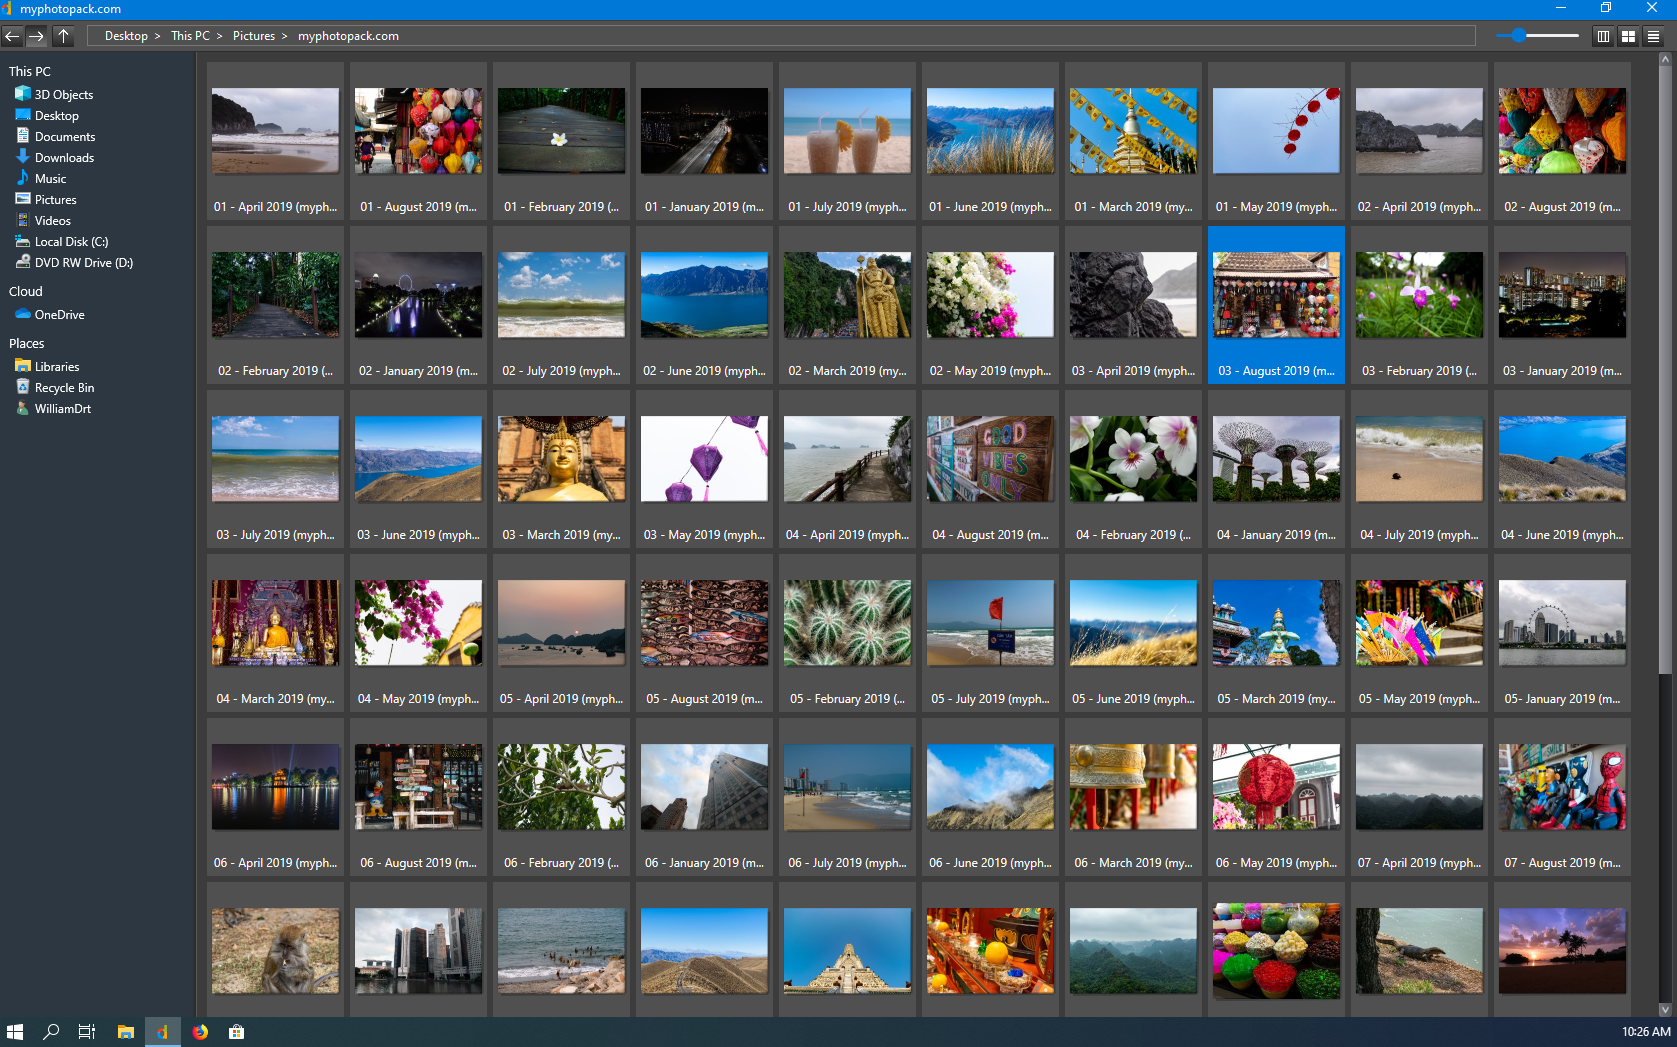 myphotopack.com
Desktop > This PC > Pictures > myphotopack.com
This PC
3D Objects
Desktop
Documents
Downloads
Music
Pictures
Videos
Local Disk (C:)
DVD RW Drive (D:)
Cloud
OneDrive
Places
Libraries
Recycle Bin
WilliamDrt
01 - April 2019 (myph...
01 - August 2019 (m...
01 - February 2019 (...
01 - January 2019 (m...
01 - July 2019 (myph...
01 - June 2019 (myph...
01 - March 2019 (my...
01 - May 2019 (myph...
02 - April 2019 (myph...
02 - August 2019 (m...
02 - February 2019 (...
02 - January 2019 (m...
02 - July 2019 (myph...
02 - June 2019 (myph...
02 - March 2019 (my...
02 - May 2019 (myph...
03 - April 2019 (myph...
03 - August 2019 (m...
03 - February 2019 (...
03 - January 2019 (m...
GOOD
VIBES
ONLY
03 - July 2019 (myph...
03 - June 2019 (myph...
03 - March 2019 (my...
03 - May 2019 (myph...
04 - April 2019 (myph...
04 - August 2019 (m...
04 - February 2019 (...
04 - January 2019 (m...
04 - July 2019 (myph...
04 - June 2019 (myph...
04 - March 2019 (my...
04 - May 2019 (myph...
05 - April 2019 (myph...
05 - August 2019 (m...
05 - February 2019 (...
05 - July 2019 (myph...
05 - June 2019 (myph...
05 - March 2019 (my...
05 - May 2019 (myph...
05- January 2019 (my...
06 - April 2019 (myph...
06 - August 2019 (m...
06 - February 2019 (...
06 - January 2019 (m...
06 - July 2019 (myph...
06 - June 2019 (myph...
06 - March 2019 (my...
06 - May 2019 (myph...
07 - April 2019 (myph...
07 - August 2019 (m...
10:26 AM